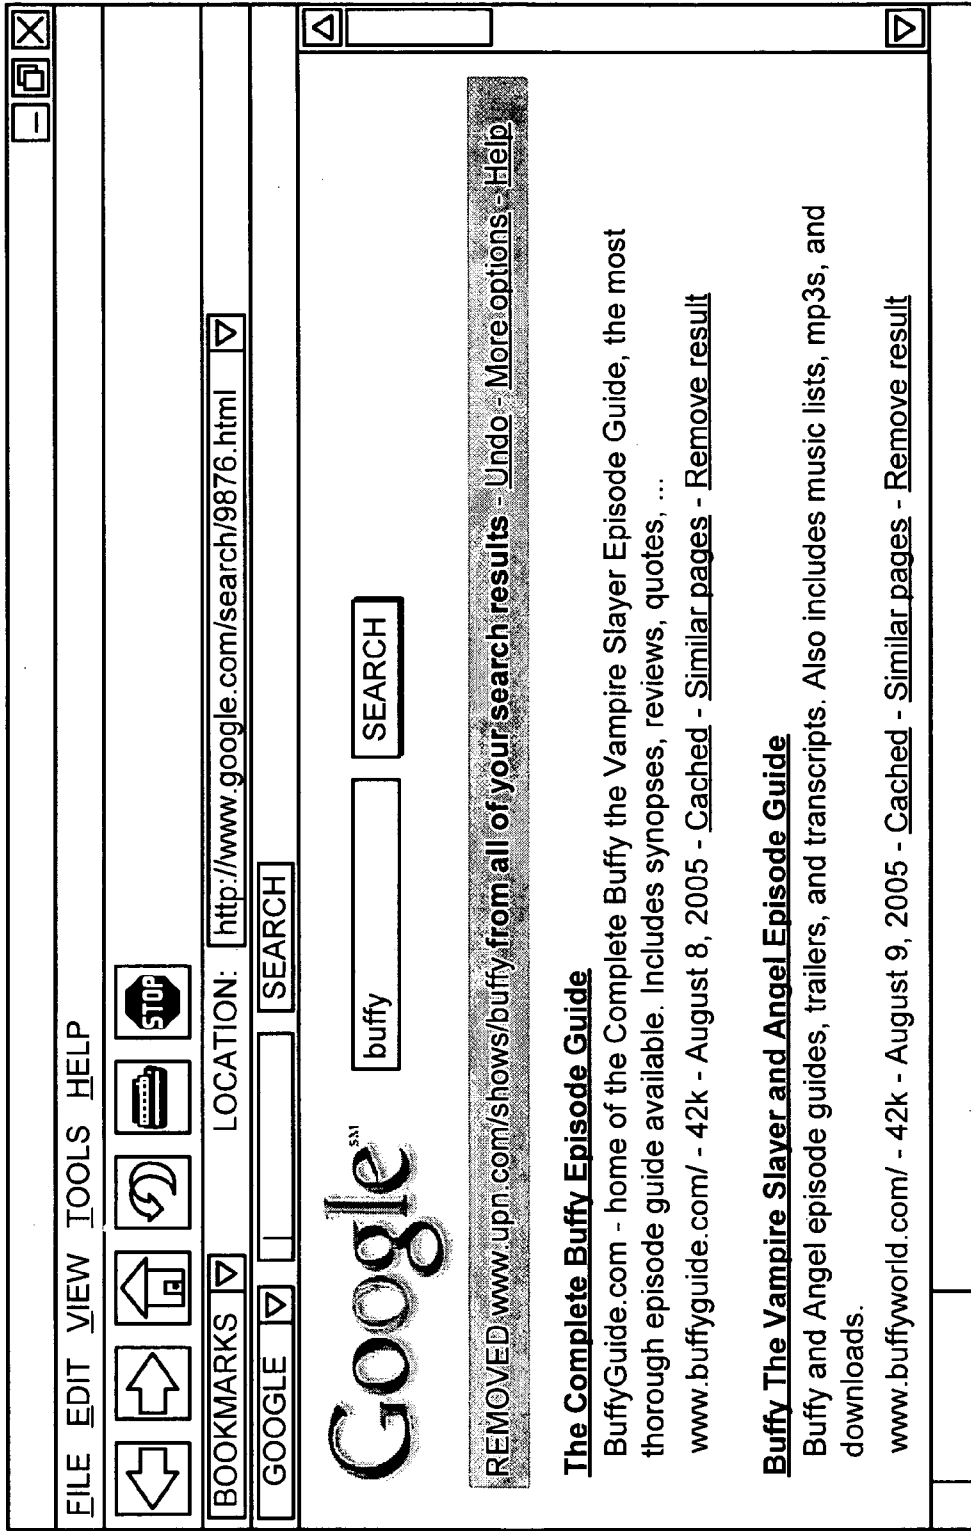 FILE EDIT VIEW TOOLS HELP
STOP
BOOKMARKS LOCATION: http://www.google.com/search/9876.html
GOOGLE SEARCH
Google SM buffy SEARCH
REMOVED www.upn.com/shows/buffy from all of your search results - Undo - More options - Help
The Complete Buffy Episode Guide
BuffyGuide.com - home of the Complete Buffy the Vampire Slayer Episode Guide, the most
thorough episode guide available. Includes synopses, reviews, quotes, ...
www.buffyguide.com/ - 42k - August 8, 2005 - Cached - Similar pages - Remove result
Buffy The Vampire Slayer and Angel Episode Guide
Buffy and Angel episode guides, trailers, and transcripts. Also includes music lists, mp3s, and
downloads.
www.buffyworld.com/ - 42k - August 9, 2005 - Cached - Similar pages - Remove result